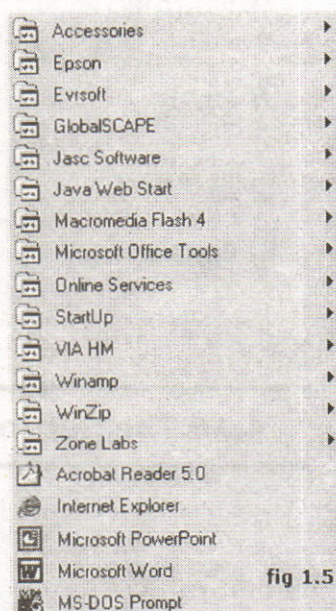 Accessories
Epson
Evrsoft
GlobalSCAPE
Jasc Software
Java Web Start
Macromedia Flash 4
Microsoft Office Tools
Online Services
StartUp
VIA HM
Winamp
WinZip
Zone Labs
Acrobat Reader 5.0
Internet Explorer
Microsoft PowerPoint
Microsoft Word
fig 1.5
MS-DOS Prompt